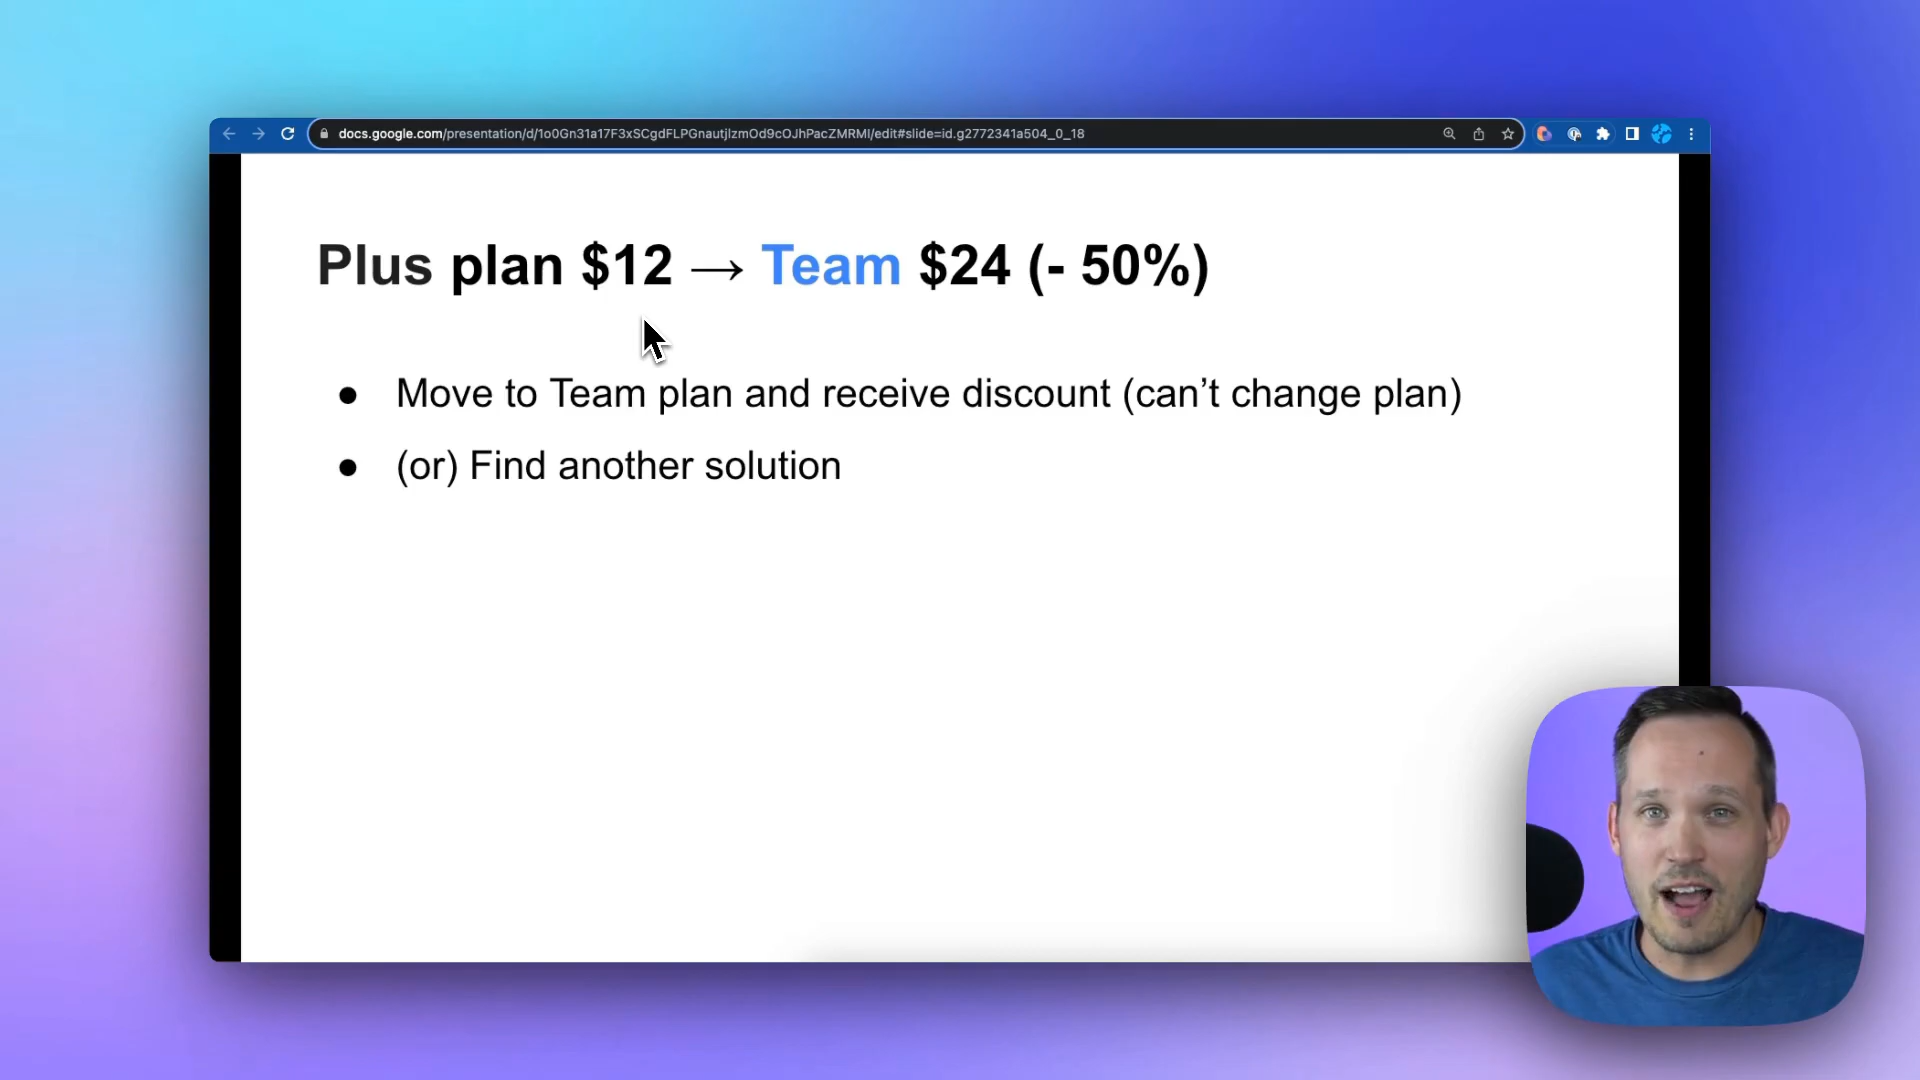 docs.google.com/presentation/d/1o0Gn31a17F3xSCgdFLPGnautjlzmOd9cOJhPacZMRMI/edit#slide=id.g2772341a504_0_18
Plus plan $12 → Team $24 (- 50%)
● Move to Team plan and receive discount (can’t change plan)
● (or) Find another solution